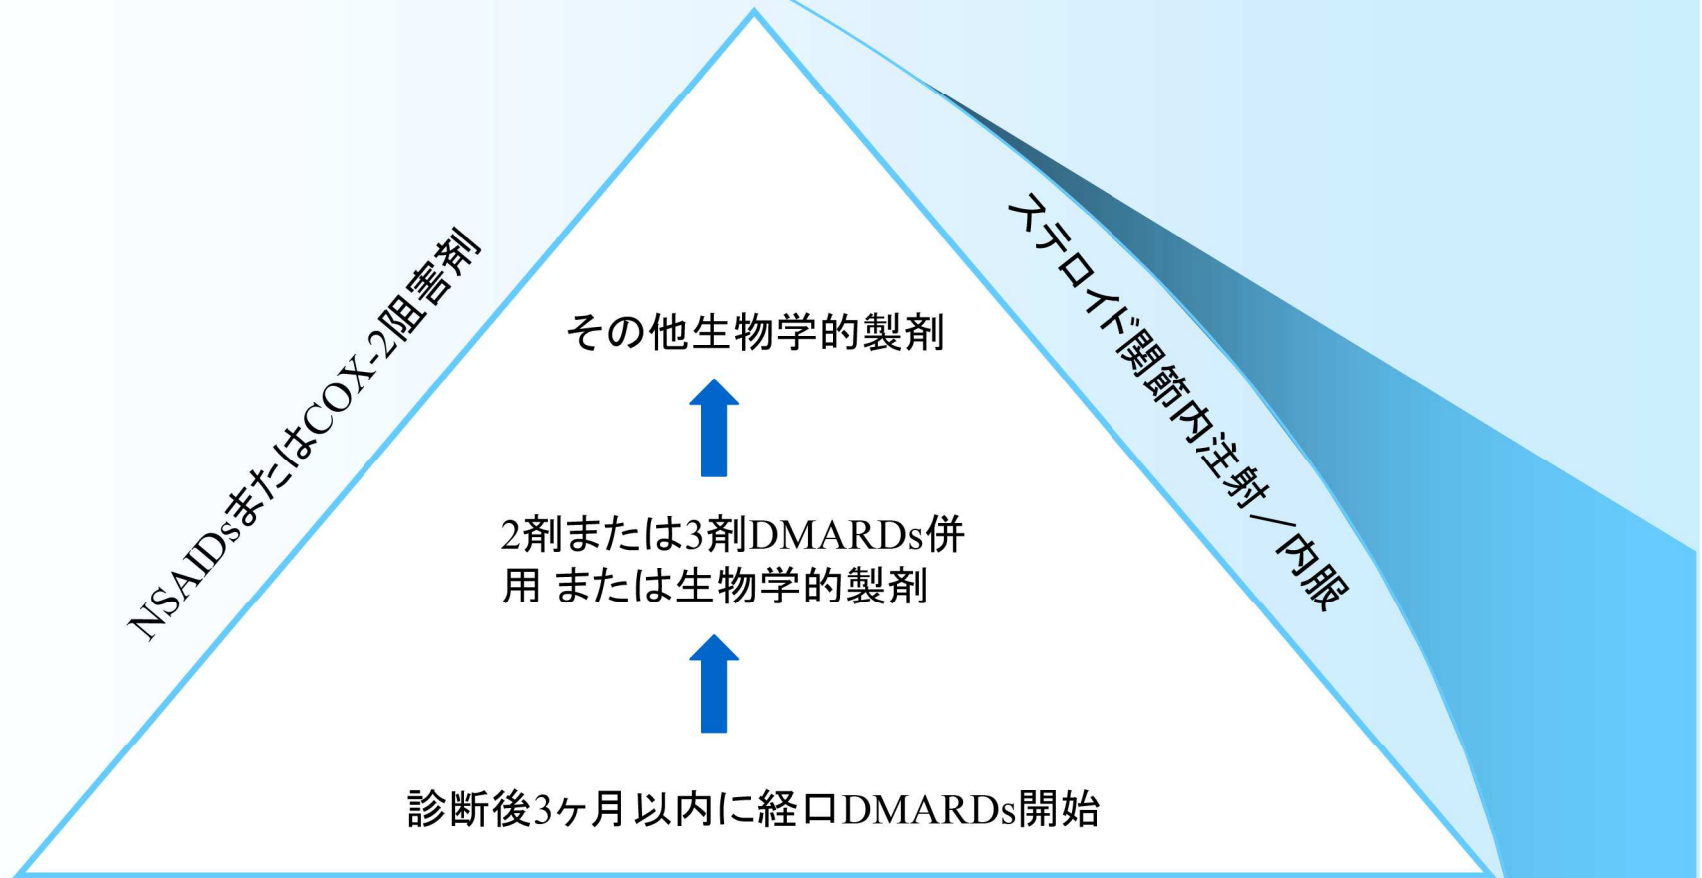 NSAIDsまたはCOX-2阻害剤
ステロイド関節内注射／内服
その他生物学的製剤
2剤または3剤DMARDs併
用 または生物学的製剤
診断後3ヶ月以内に経口DMARDs開始